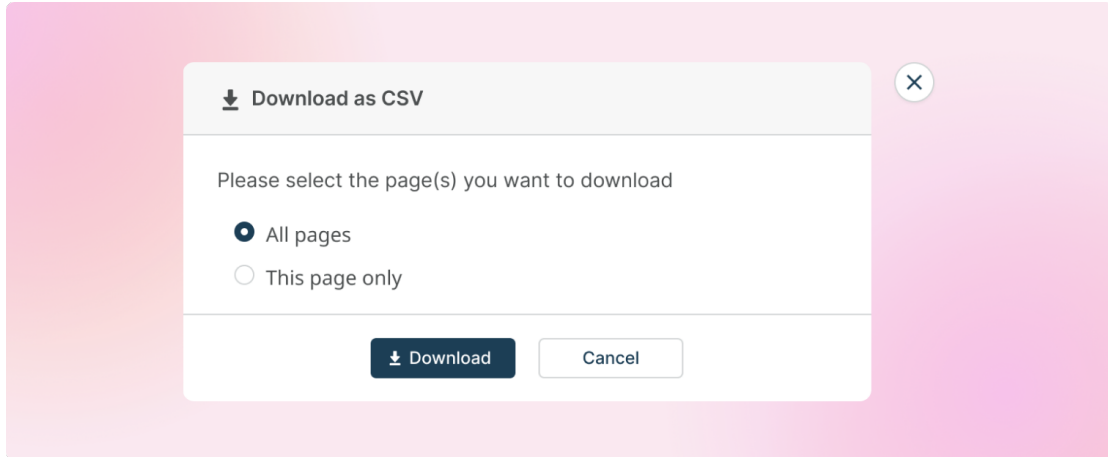 Download as CSV
Please select the page(s) you want to download
All pages
This page only
Download
Cancel